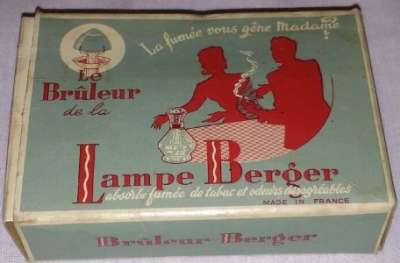 La fumée vous gêne Madame?
Le
Brûleur
de la
Lampe Berger
absorbe fumée de tabac et odeurs désagréables
MADE IN FRANCE
Brûleur-Berger